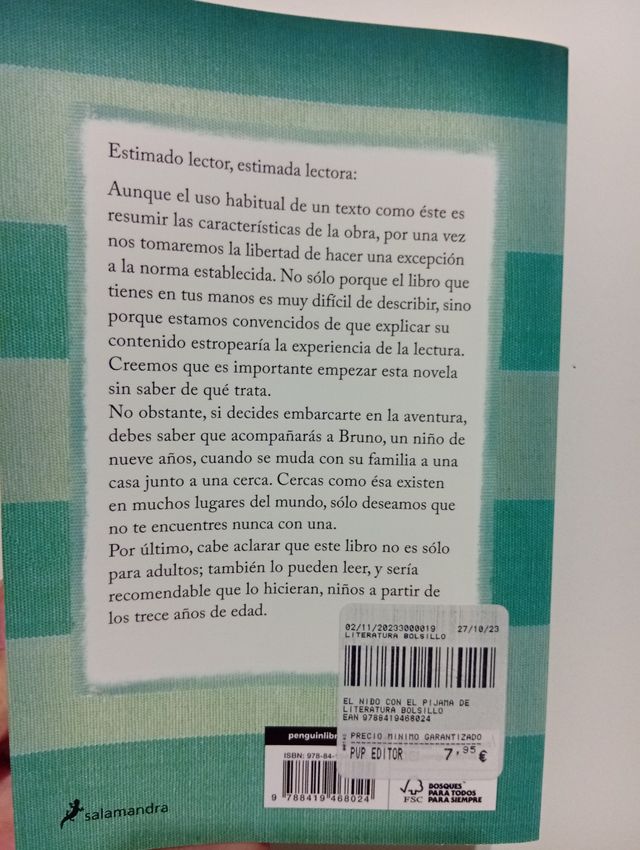 Estimado lector, estimada lectora:
Aunque el uso habitual de un texto como éste es
resumir las características de la obra, por una vez
nos tomaremos la libertad de hacer una excepción
a la norma establecida. No sólo porque el libro que
tienes en tus manos es muy difícil de describir, sino
porque estamos convencidos de que explicar su
contenido estropearía la experiencia de la lectura.
Creemos que es importante empezar esta novela
sin saber de qué trata.
No obstante, si decides embarcarte en la aventura,
debes saber que acompañarás a Bruno, un niño de
nueve años, cuando se muda con su familia a una
casa junto a una cerca. Cercas como ésa existen
en muchos lugares del mundo, sólo deseamos que
no te encuentres nunca con una.
Por último, cabe aclarar que este libro no es sólo
para adultos; también lo pueden leer, y sería
recomendable que lo hicieran, niños a partir de
los trece años de edad.
02/11/20233000019 27/10/23
LITERATURA BOLSILLO
EL NIDO CON EL PIJAMA DE
LITERATURA BOLSILLO
EAN 9788419468024
PRECIO MINIMO GARANTIZADO
PVP EDITOR 7,95 €
penguinlib
ISBN: 978-84-
9 788419 468024
FSC
BOSQUES
PARA TODOS
PARA SIEMPRE
salamandra